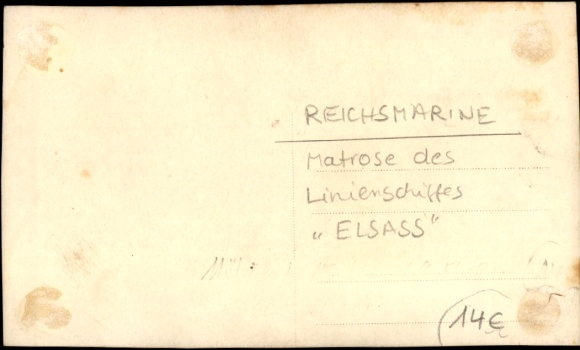 REICHSMARINE
Matrose des
Linienschiffes
„ELSASS"
14€